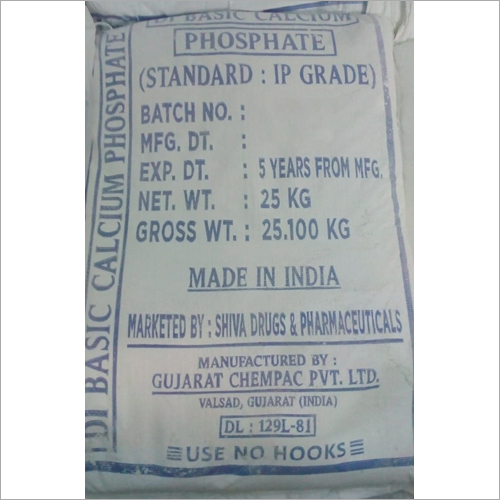 DI BASIC CALCIUM
PHOSPHATE
(STANDARD : IP GRADE)
BATCH NO. :
MFG. DT. :
EXP. DT. : 5 YEARS FROM MFG.
NET. WT. : 25 KG
GROSS WT. : 25.100 KG
MADE IN INDIA
MARKETED BY : SHIVA DRUGS & PHARMACEUTICALS
MANUFACTURED BY :
GUJARAT CHEMPAC PVT. LTD.
VALSAD, GUJARAT (INDIA)
DL : 129L-81
USE NO HOOKS
DI BASIC CALCIUM PHOSPHATE